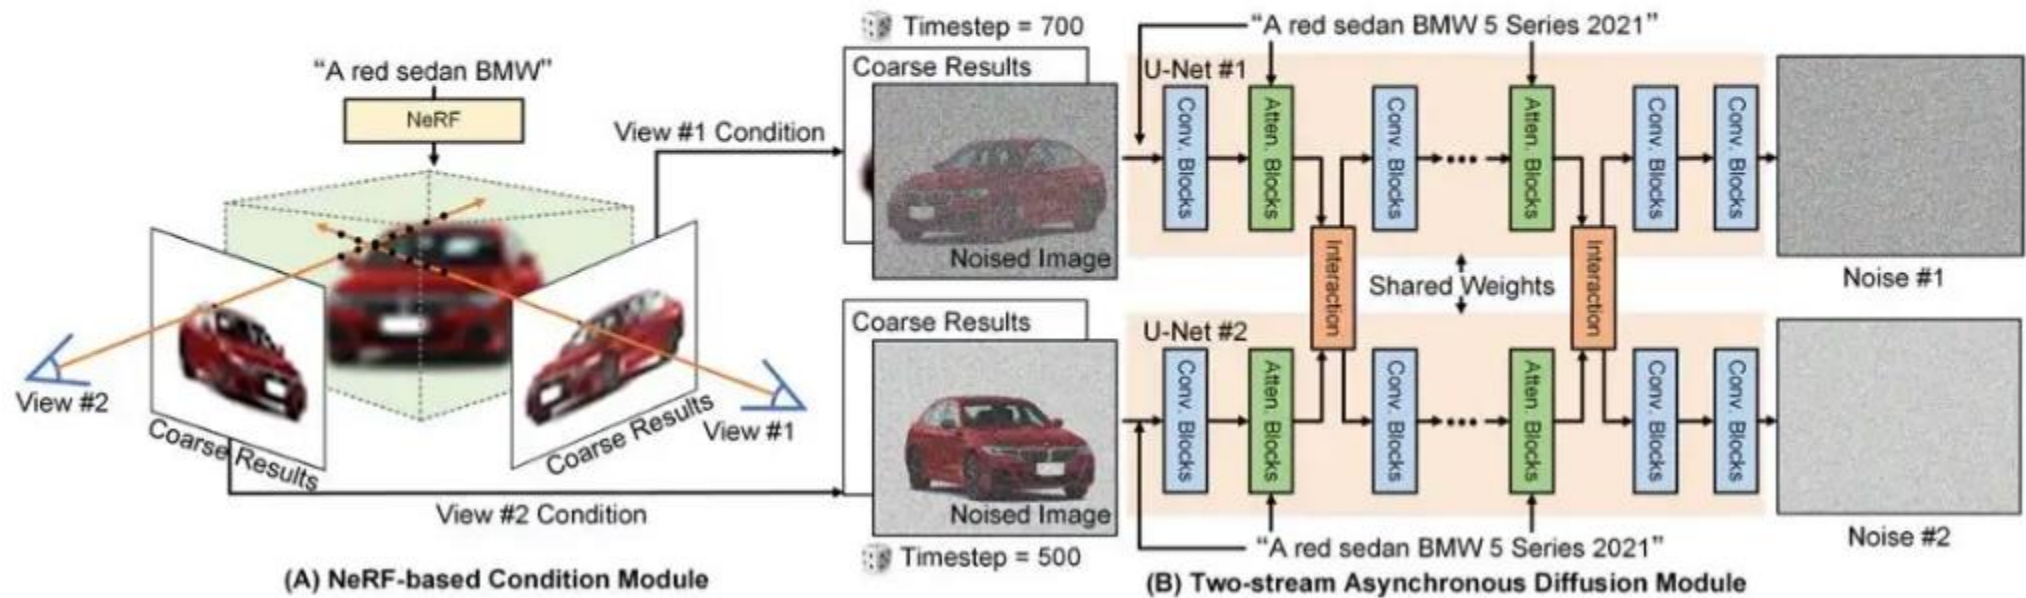 “A red sedan BMW”
NeRF
View #1 Condition
View #2
Coarse Results
Coarse Results
View #1
View #2 Condition
(A) NeRF-based Condition Module
Timestep = 700
Coarse Results
Noised Image
Coarse Results
Noised Image
Timestep = 500
“A red sedan BMW 5 Series 2021”
U-Net #1
Conv. Blocks
Atten. Blocks
Conv. Blocks
Atten. Blocks
Conv. Blocks
Conv. Blocks
Interaction
Shared Weights
Interaction
U-Net #2
Conv. Blocks
Atten. Blocks
Conv. Blocks
Atten. Blocks
Conv. Blocks
Conv. Blocks
“A red sedan BMW 5 Series 2021”
Noise #1
Noise #2
(B) Two-stream Asynchronous Diffusion Module